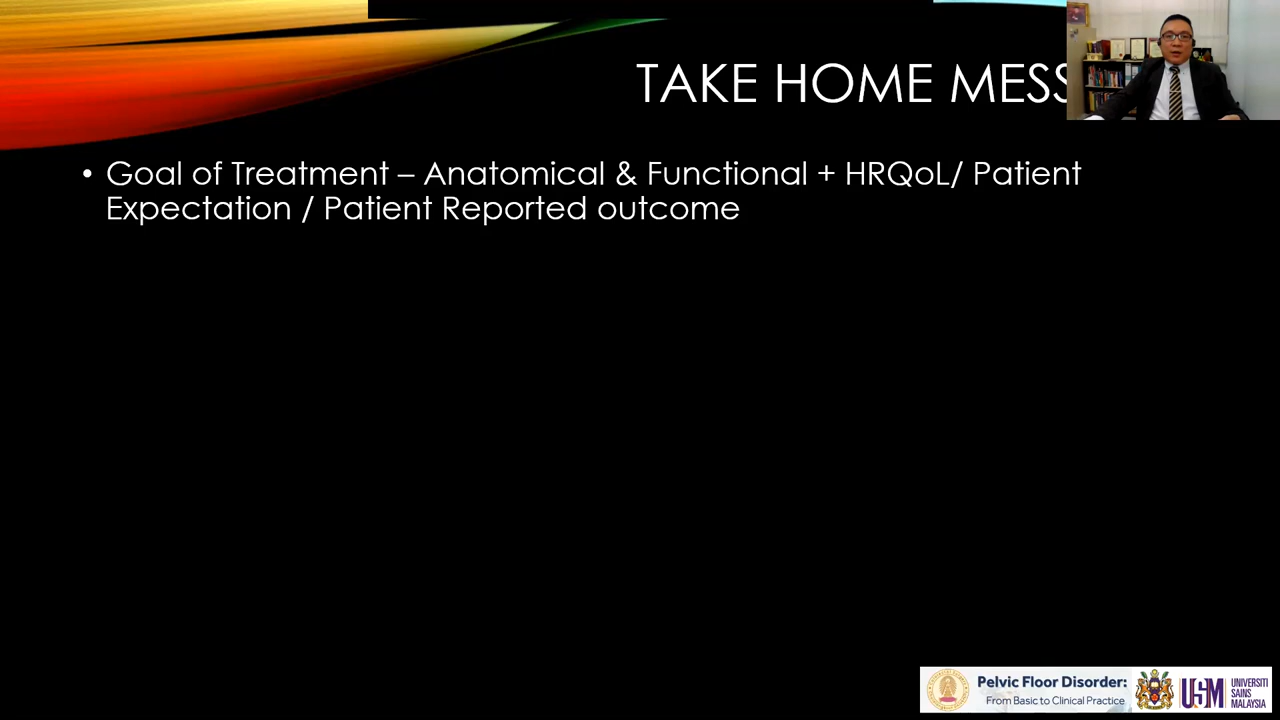 TAKE HOME MESS
• Goal of Treatment – Anatomical & Functional + HRQoL/ Patient
Expectation / Patient Reported outcome
Pelvic Floor Disorder:
From Basic to Clinical Practice
USM
UNIVERSITI
SAINS
MALAYSIA